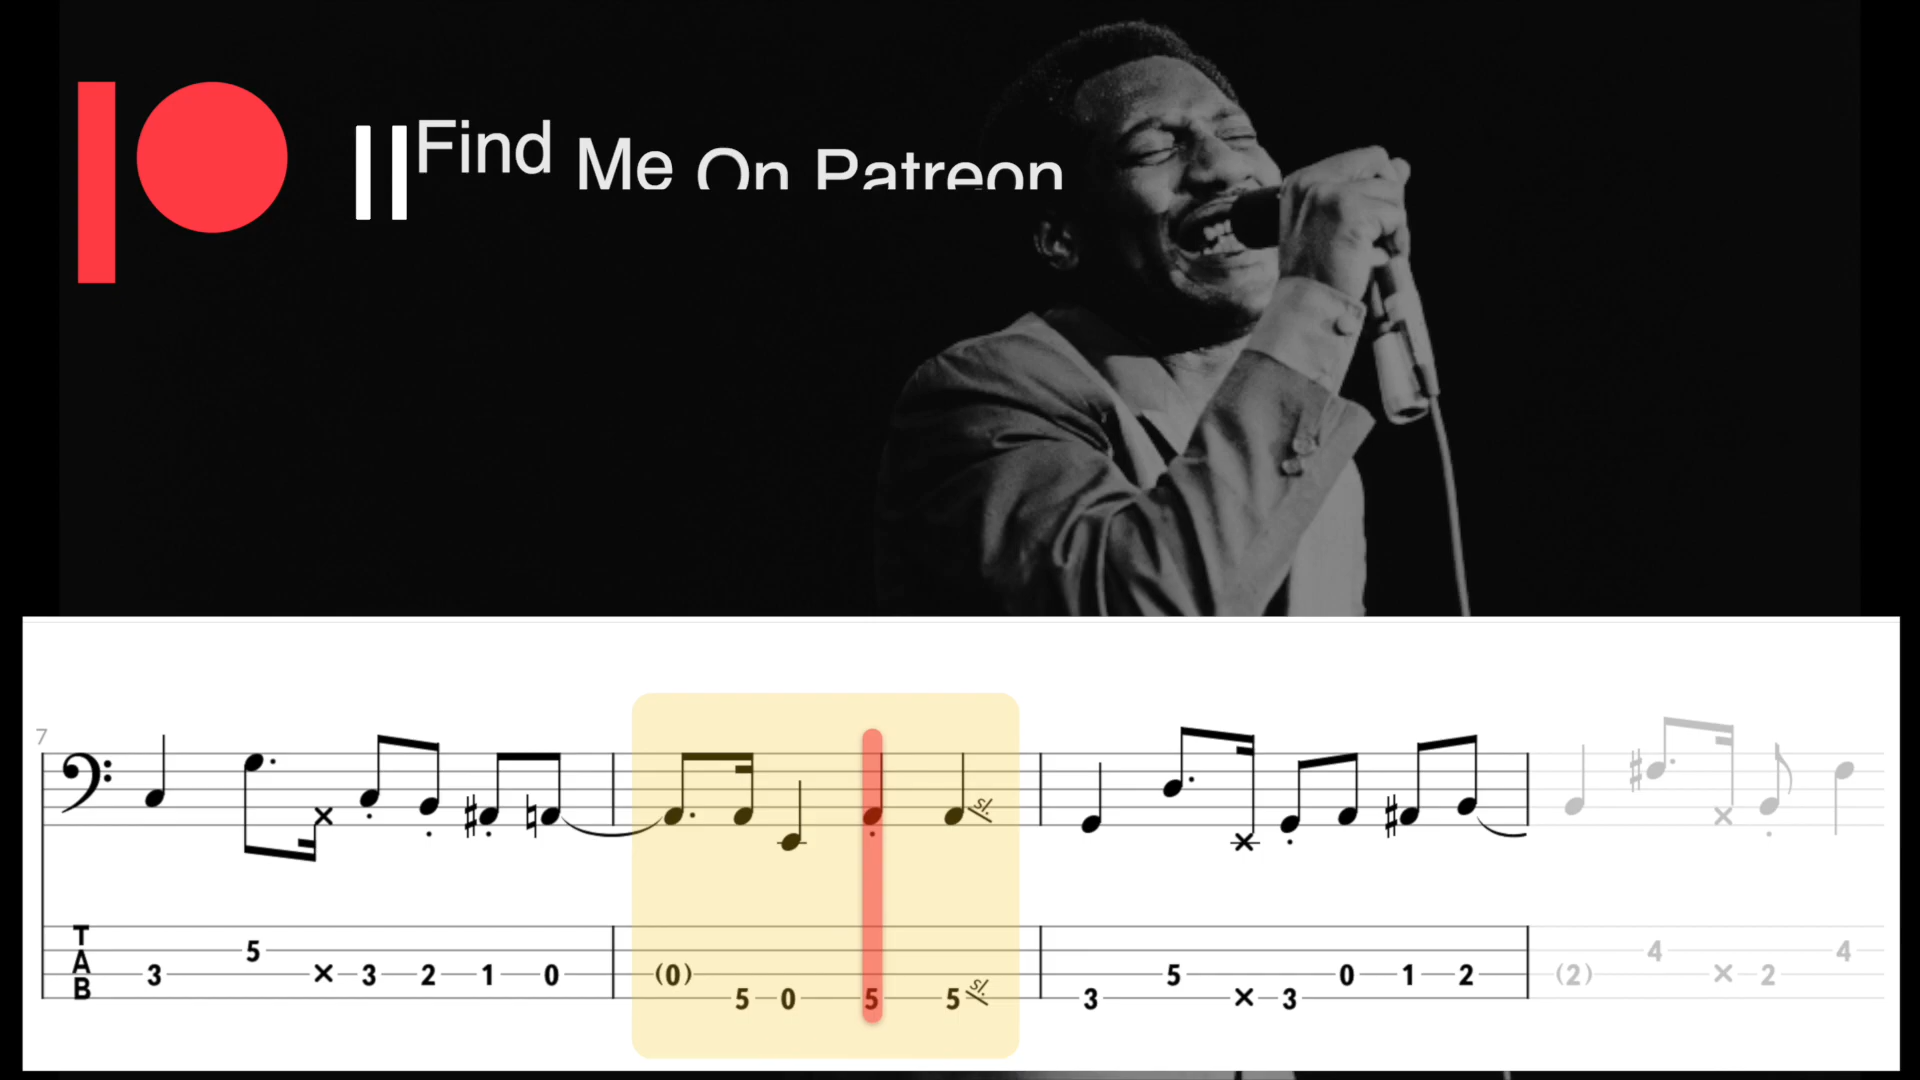 Find Me On Patreon
7
sl.
T
A
B
3 5 × 3 2 1 0 (0) 5 0 5 5 sl. 3 5 × 3 0 1 2 (2) 4 × 2 4